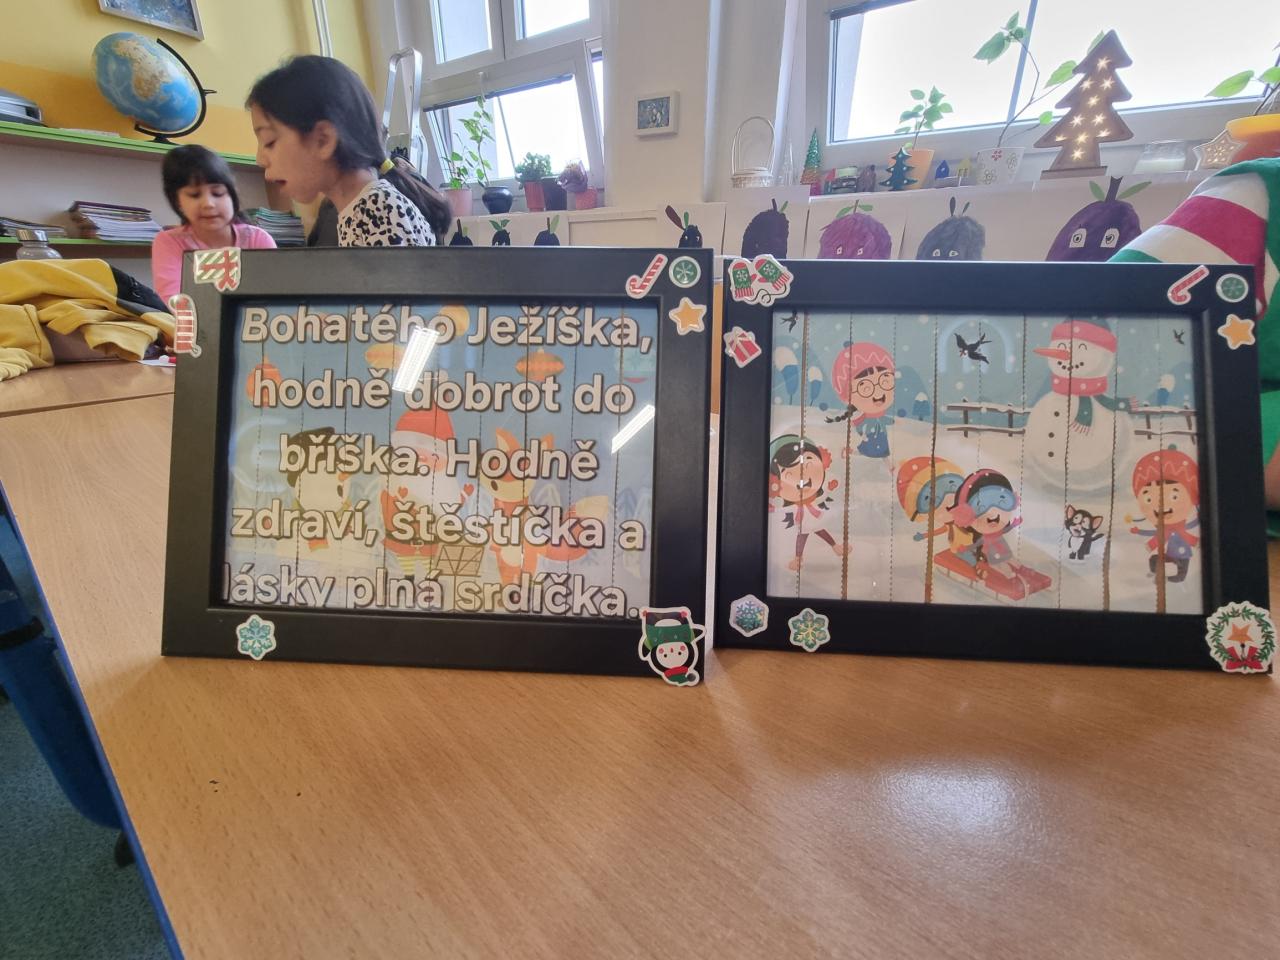 Bohatého Ježíška,
hodně dobrot do
bříška. Hodně
zdraví, štěstíčka a
lásky plná srdíčka.